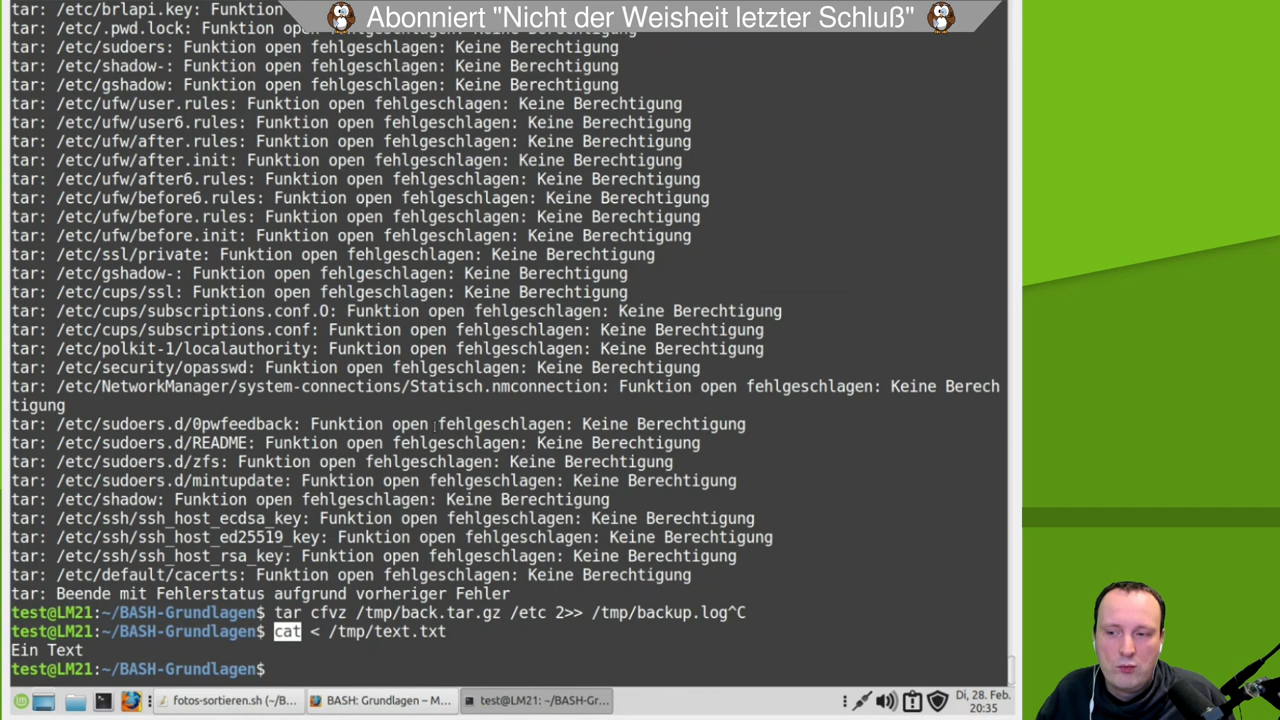 Abonniert "Nicht der Weisheit letzter Schluß"
tar: /etc/brlapi.key: Funktion
tar: /etc/.pwd.lock: Funktion open fehlgeschlagen: Keine Berechtigung
tar: /etc/sudoers: Funktion open fehlgeschlagen: Keine Berechtigung
tar: /etc/shadow-: Funktion open fehlgeschlagen: Keine Berechtigung
tar: /etc/gshadow: Funktion open fehlgeschlagen: Keine Berechtigung
tar: /etc/ufw/user.rules: Funktion open fehlgeschlagen: Keine Berechtigung
tar: /etc/ufw/user6.rules: Funktion open fehlgeschlagen: Keine Berechtigung
tar: /etc/ufw/after.rules: Funktion open fehlgeschlagen: Keine Berechtigung
tar: /etc/ufw/after.init: Funktion open fehlgeschlagen: Keine Berechtigung
tar: /etc/ufw/after6.rules: Funktion open fehlgeschlagen: Keine Berechtigung
tar: /etc/ufw/before6.rules: Funktion open fehlgeschlagen: Keine Berechtigung
tar: /etc/ufw/before.rules: Funktion open fehlgeschlagen: Keine Berechtigung
tar: /etc/ufw/before.init: Funktion open fehlgeschlagen: Keine Berechtigung
tar: /etc/ssl/private: Funktion open fehlgeschlagen: Keine Berechtigung
tar: /etc/gshadow-: Funktion open fehlgeschlagen: Keine Berechtigung
tar: /etc/cups/ssl: Funktion open fehlgeschlagen: Keine Berechtigung
tar: /etc/cups/subscriptions.conf.O: Funktion open fehlgeschlagen: Keine Berechtigung
tar: /etc/cups/subscriptions.conf: Funktion open fehlgeschlagen: Keine Berechtigung
tar: /etc/polkit-1/localauthority: Funktion open fehlgeschlagen: Keine Berechtigung
tar: /etc/security/opasswd: Funktion open fehlgeschlagen: Keine Berechtigung
tar: /etc/NetworkManager/system-connections/Statisch.nmconnection: Funktion open fehlgeschlagen: Keine Berech
tigung
tar: /etc/sudoers.d/0pwfeedback: Funktion open fehlgeschlagen: Keine Berechtigung
tar: /etc/sudoers.d/README: Funktion open fehlgeschlagen: Keine Berechtigung
tar: /etc/sudoers.d/zfs: Funktion open fehlgeschlagen: Keine Berechtigung
tar: /etc/sudoers.d/mintupdate: Funktion open fehlgeschlagen: Keine Berechtigung
tar: /etc/shadow: Funktion open fehlgeschlagen: Keine Berechtigung
tar: /etc/ssh/ssh_host_ecdsa_key: Funktion open fehlgeschlagen: Keine Berechtigung
tar: /etc/ssh/ssh_host_ed25519_key: Funktion open fehlgeschlagen: Keine Berechtigung
tar: /etc/ssh/ssh_host_rsa_key: Funktion open fehlgeschlagen: Keine Berechtigung
tar: /etc/default/cacerts: Funktion open fehlgeschlagen: Keine Berechtigung
tar: Beende mit Fehlerstatus aufgrund vorheriger Fehler
test@LM21:~/BASH-Grundlagen$ tar cfvz /tmp/back.tar.gz /etc 2>> /tmp/backup.log^C
test@LM21:~/BASH-Grundlagen$ cat < /tmp/text.txt
Ein Text
test@LM21:~/BASH-Grundlagen$
fotos-sortieren.sh (~/B... BASH: Grundlagen – M... test@LM21: ~/BASH-Gr... Di, 28. Feb.
20:35